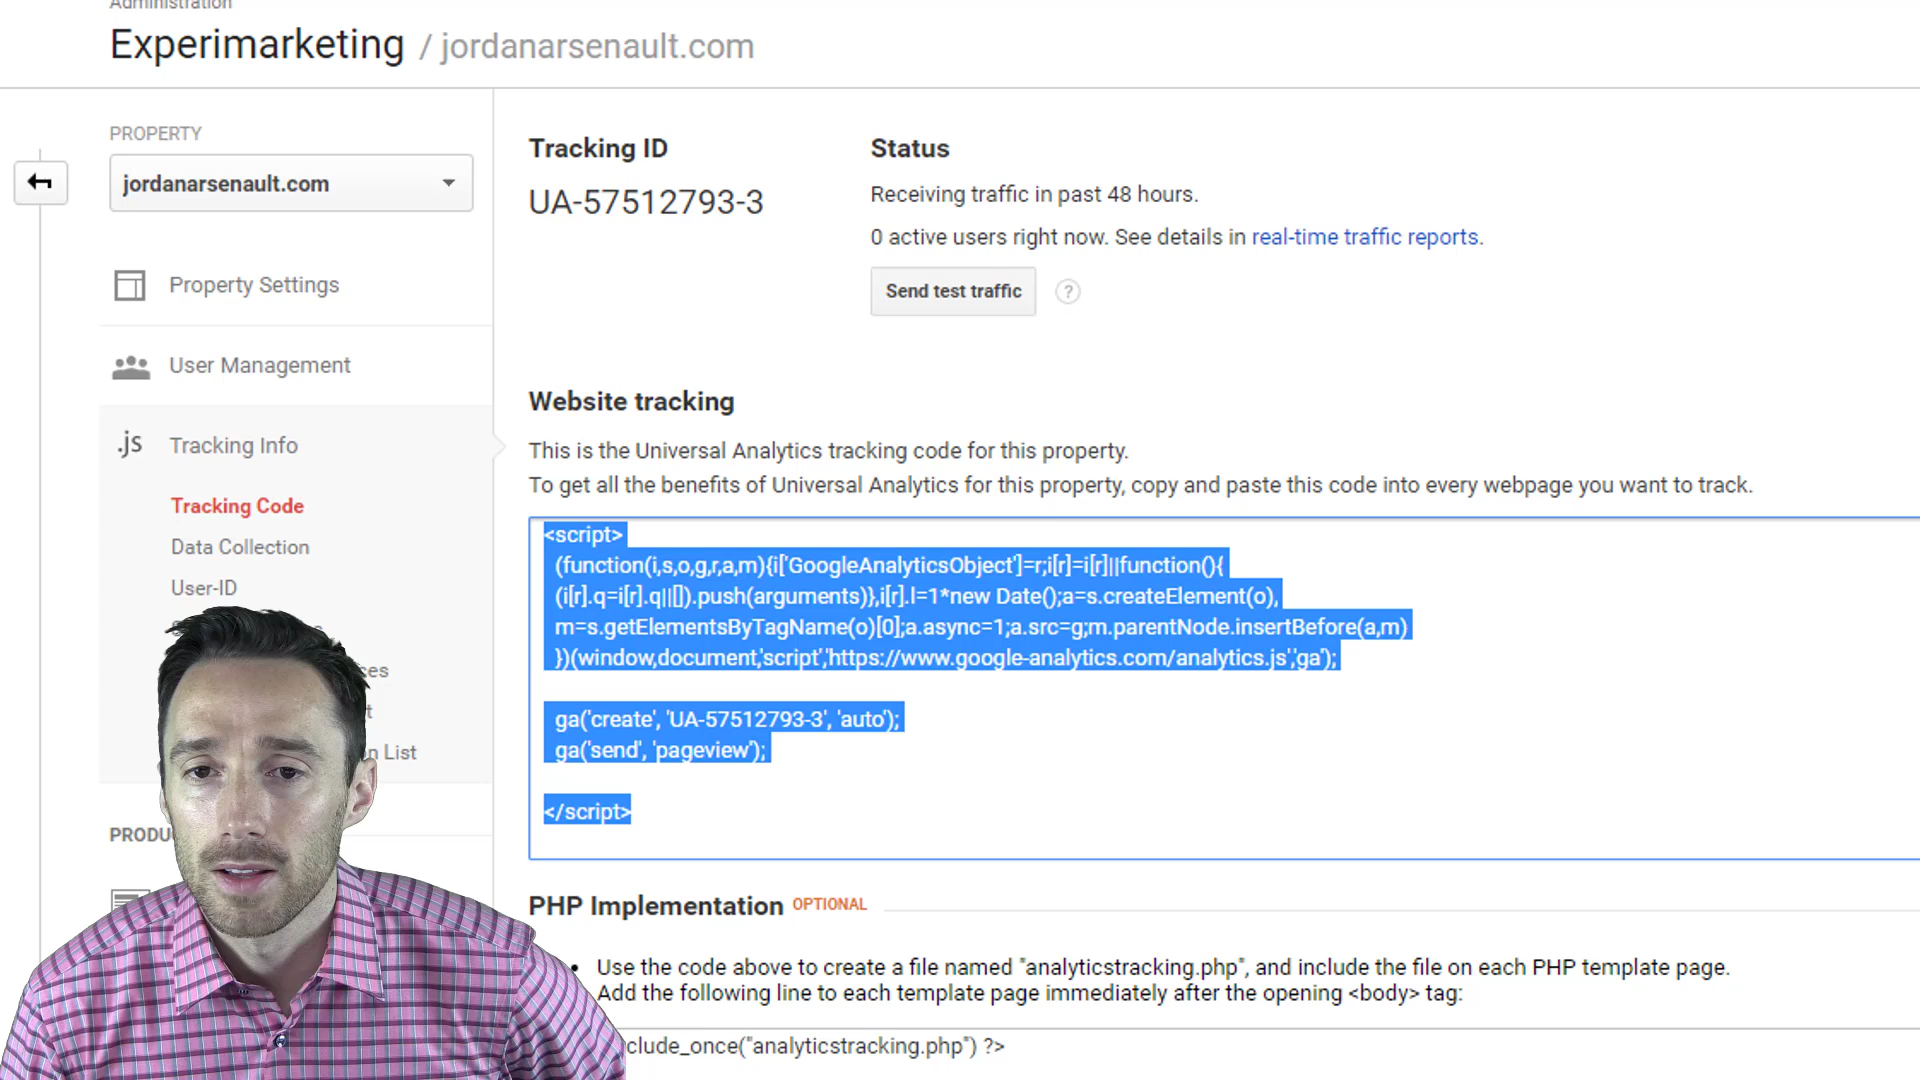 Administration
Experimarketing / jordanarsenault.com
PROPERTY
jordanarsenault.com
Property Settings
User Management
.js Tracking Info
Tracking Code
Data Collection
User-ID
ces
t
n List
PRODU
Tracking ID
UA-57512793-3
Status
Receiving traffic in past 48 hours.
0 active users right now. See details in real-time traffic reports.
Send test traffic ?
Website tracking
This is the Universal Analytics tracking code for this property.
To get all the benefits of Universal Analytics for this property, copy and paste this code into every webpage you want to track.
<script>
(function(i,s,o,g,r,a,m){i['GoogleAnalyticsObject']=r;i[r]=i[r]||function(){
(i[r].q=i[r].q||[]).push(arguments)},i[r].l=1*new Date();a=s.createElement(o),
m=s.getElementsByTagName(o)[0];a.async=1;a.src=g;m.parentNode.insertBefore(a,m)
})(window,document,'script','https://www.google-analytics.com/analytics.js','ga');
ga('create', 'UA-57512793-3', 'auto');
ga('send', 'pageview');
</script>
PHP Implementation OPTIONAL
• Use the code above to create a file named "analyticstracking.php", and include the file on each PHP template page.
Add the following line to each template page immediately after the opening <body> tag:
clude_once("analyticstracking.php") ?>